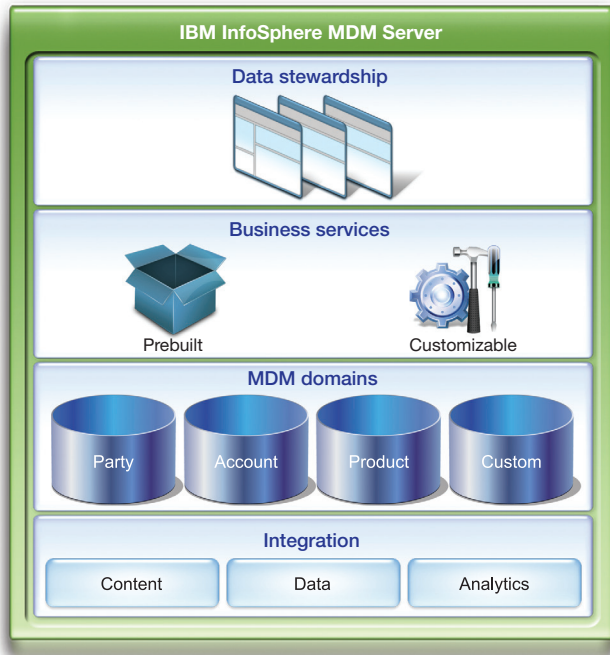 IBM InfoSphere MDM Server
Data stewardship
Business services
Prebuilt
Customizable
MDM domains
Party
Account
Product
Custom
Integration
Content
Data
Analytics